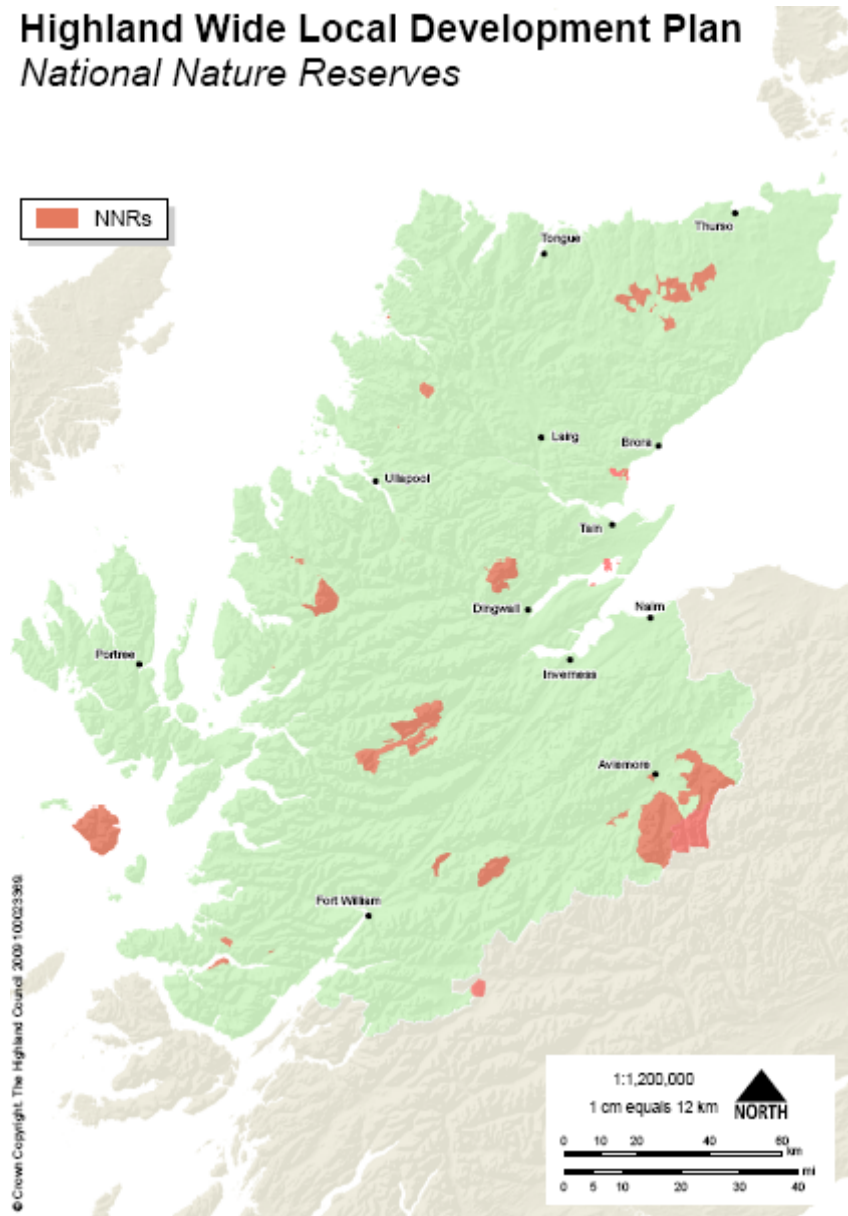 Highland Wide Local Development Plan
National Nature Reserves
NNRs
Thurso
Tongue
Lairg
Brora
Ullapool
Tain
Dingwall
Nairn
Portree
Inverness
Aviemore
Fort William
© Crown Copyright. The Highland Council 2009 100023369.
1:1,200,000
1 cm equals 12 km
NORTH
0 10 20 40 60
km
mi
0 5 10 20 30 40